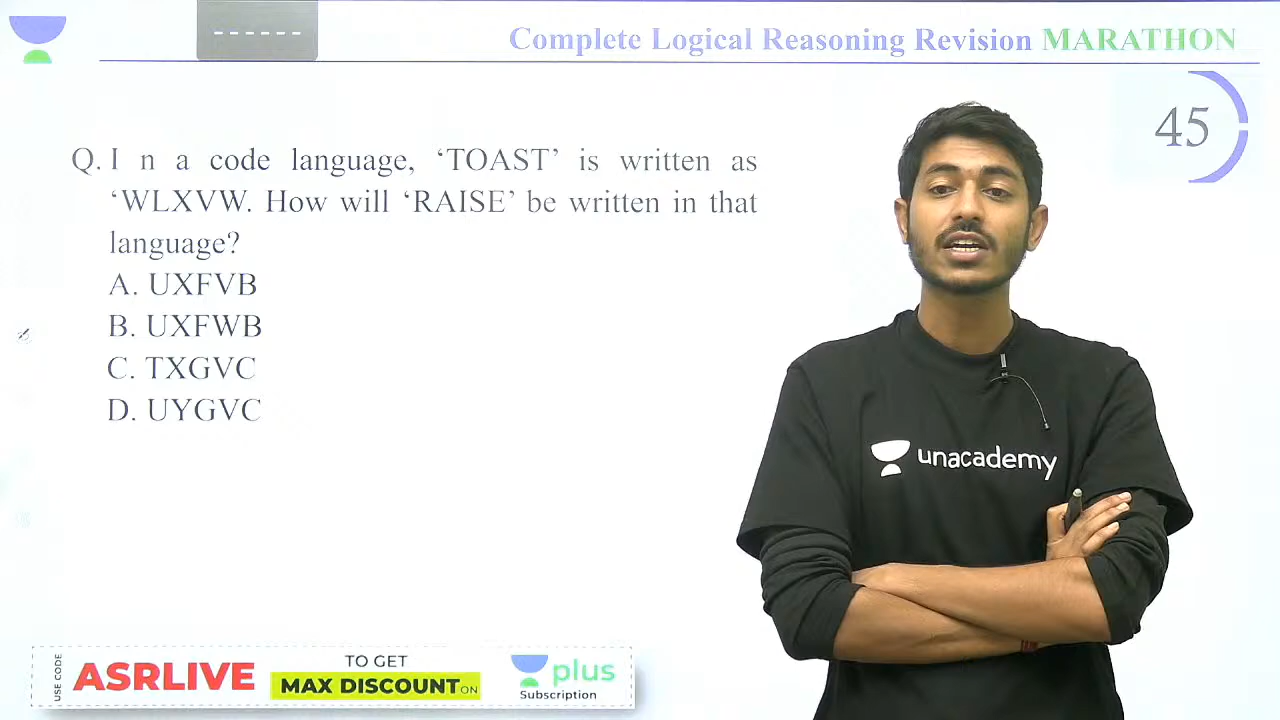 ------
Complete Logical Reasoning Revision MARATHON
45
Q. I n a code language, ‘TOAST’ is written as
‘WLXVW. How will ‘RAISE’ be written in that
language?
A. UXFVB
B. UXFWB
C. TXGVC
D. UYGVC
unacademy
USE CODE
ASRLIVE
TO GET
MAX DISCOUNT ON
plus
Subscription